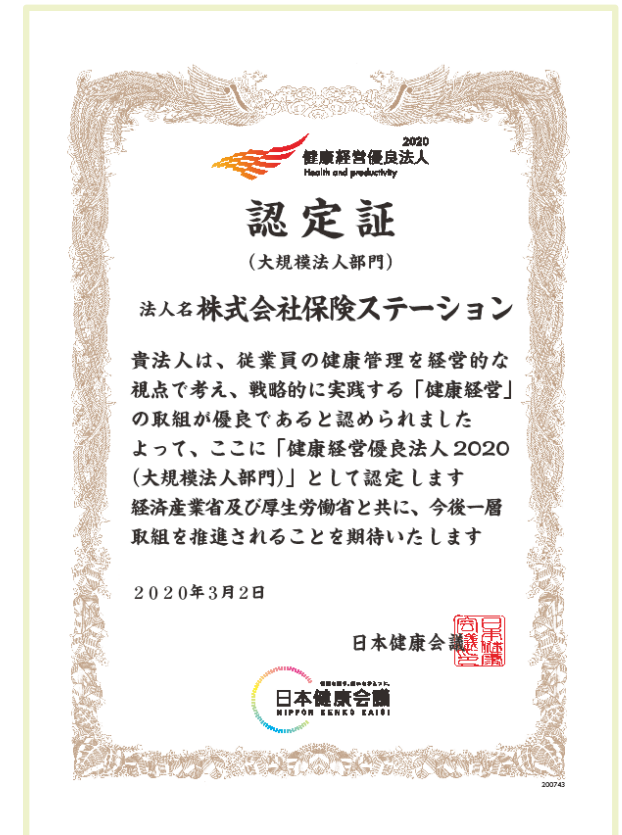 2020
健康経営優良法人
Health and productivity
認定証
（大規模法人部門）
法人名 株式会社保険ステーション
貴法人は、従業員の健康管理を経営的な
視点で考え、戦略的に実践する「健康経営」
の取組が優良であると認められました
よって、ここに「健康経営優良法人2020
（大規模法人部門）」として認定します
経済産業省及び厚生労働省と共に、今後一層
取組を推進されることを期待いたします
2020年3月2日
日本健康会議
日本健康会議
NIPPON KENKO KAIGI
200743